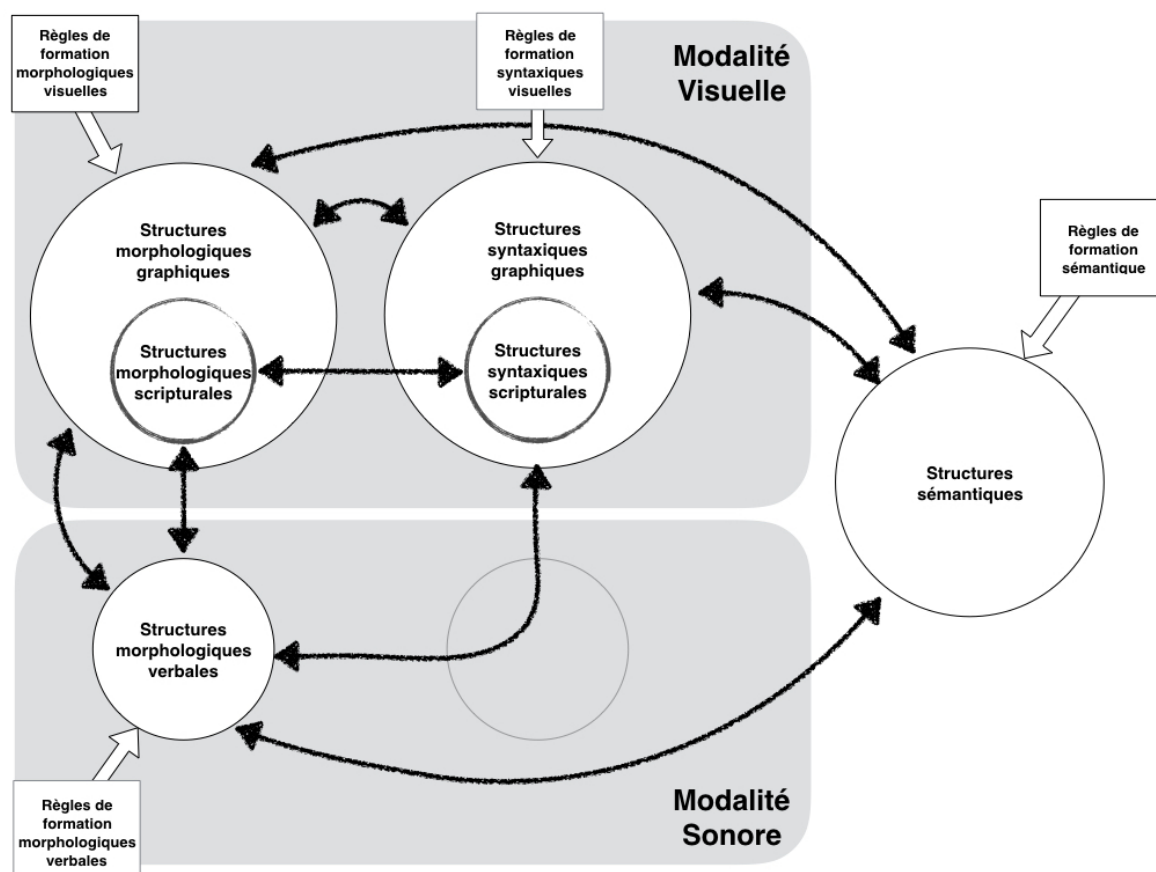 Règles de
formation
morphologiques
visuelles
Règles de
formation
syntaxiques
visuelles
Modalité
Visuelle
Structures
morphologiques
graphiques
Structures
syntaxiques
graphiques
Règles de
formation
sémantique
Structures
morphologiques
scripturales
Structures
syntaxiques
scripturales
Structures
sémantiques
Structures
morphologiques
verbales
Règles de
formation
morphologiques
verbales
Modalité
Sonore